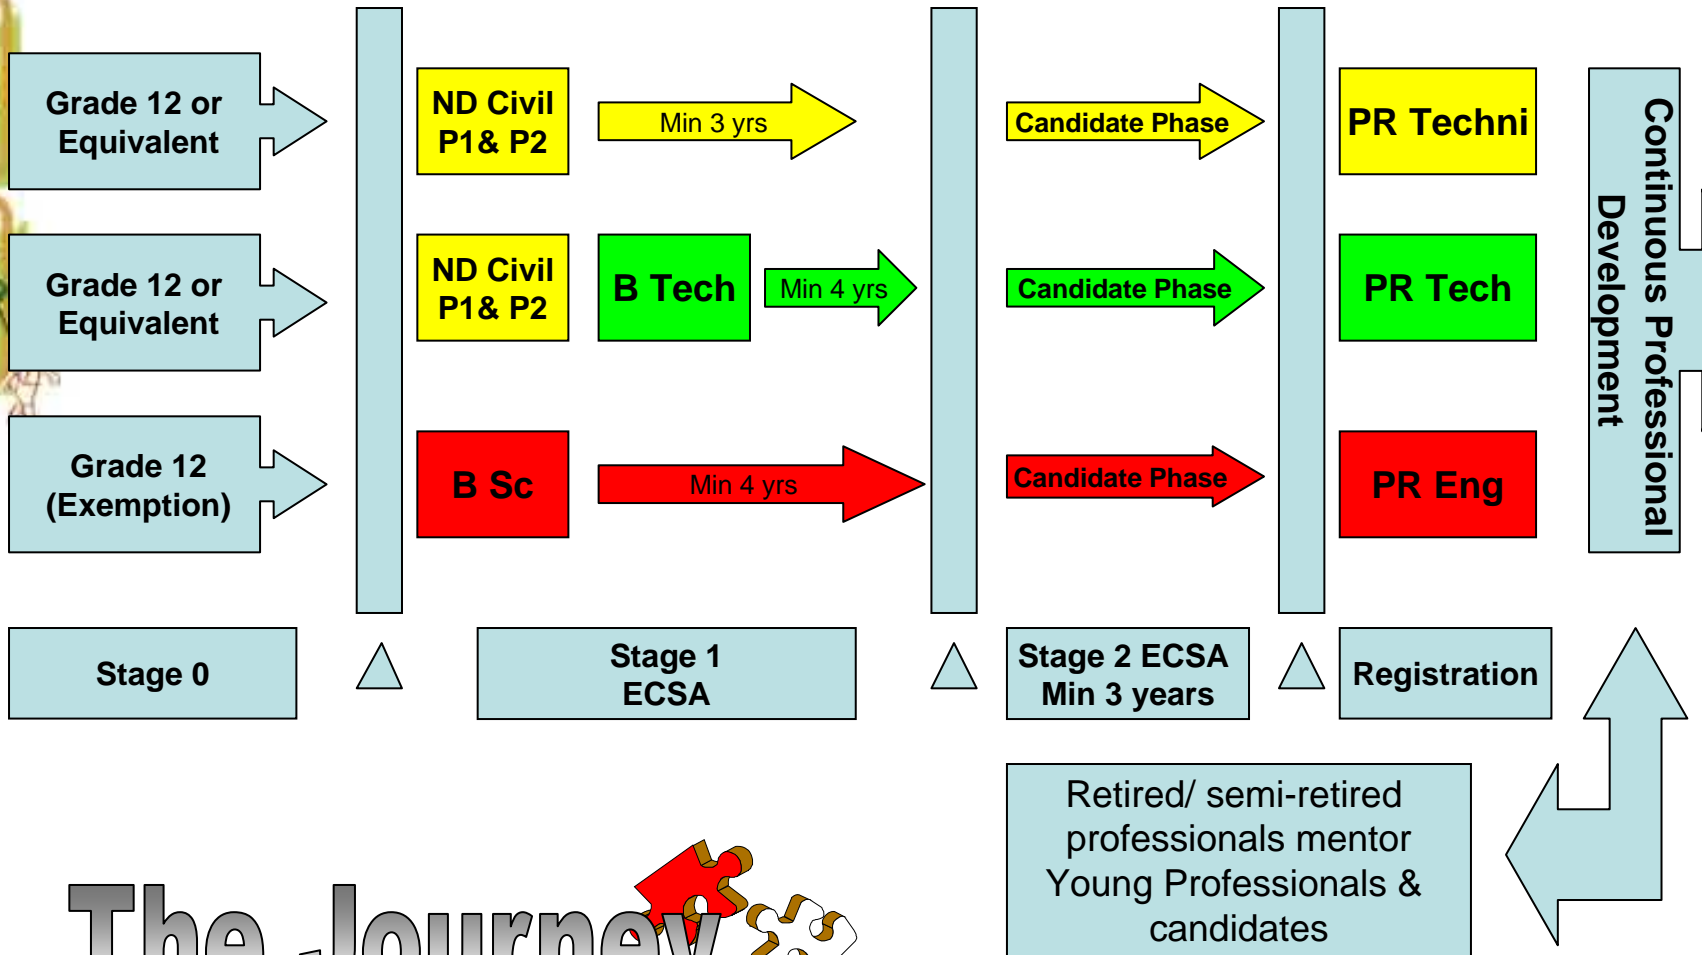 Grade 12 or
Equivalent
ND Civil
P1& P2
Min 3 yrs
Candidate Phase
PR Techni
Grade 12 or
Equivalent
ND Civil
P1& P2
B Tech
Min 4 yrs
Candidate Phase
PR Tech
Grade 12
(Exemption)
B Sc
Min 4 yrs
Candidate Phase
PR Eng
Continuous Professional
Development
Stage 0
Stage 1
ECSA
Stage 2 ECSA
Min 3 years
Registration
Retired/ semi-retired
professionals mentor
Young Professionals &
candidates
The Journey